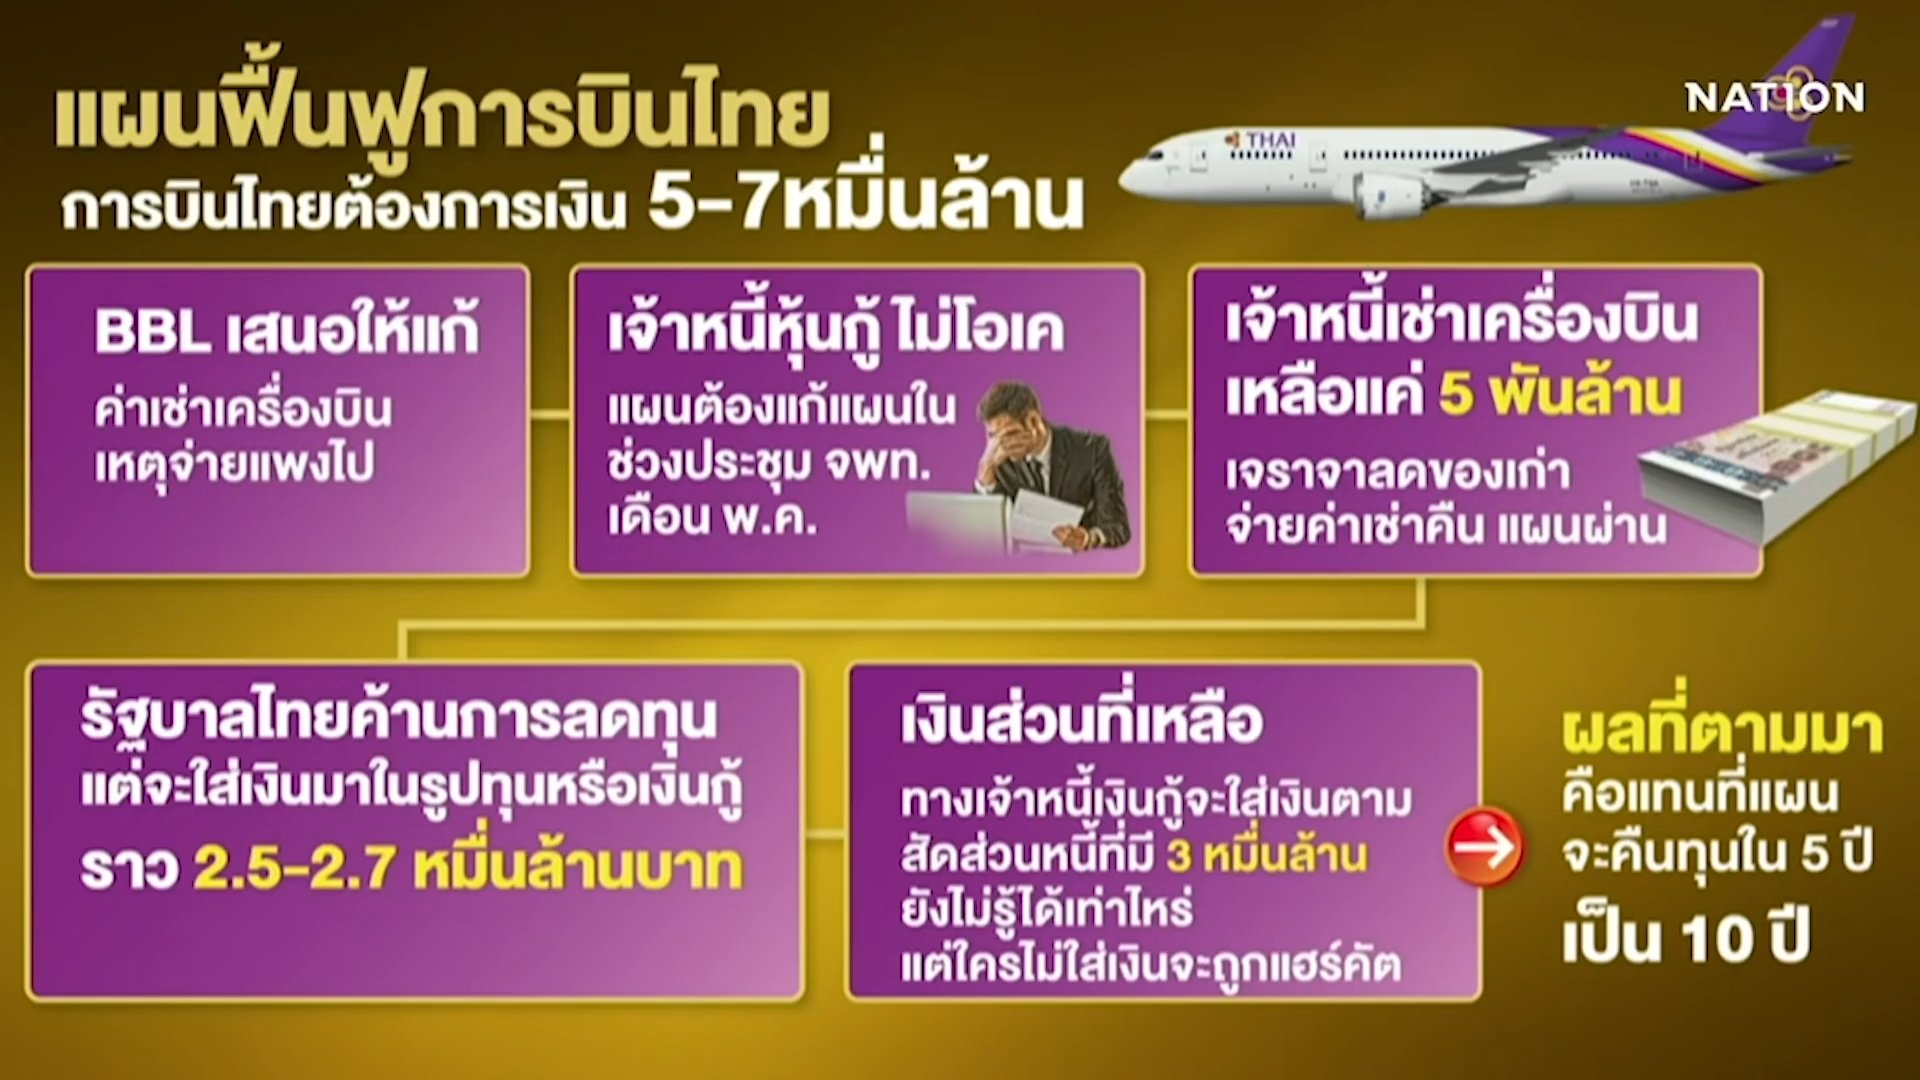 แผนฟื้นฟูการบินไทย
การบินไทยต้องการเงิน 5-7หมื่นล้าน
THAI
NATION
BBL เสนอให้แก้
ค่าเช่าเครื่องบิน
เหตุจ่ายแพงไป
เจ้าหนี้หุ้นกู้ ไม่โอเค
แผนต้องแก้แผนใน
ช่วงประชุม จพท.
เดือน พ.ค.
เจ้าหนี้เช่าเครื่องบิน
เหลือแค่ 5 พันล้าน
เจราจาลดของเก่า
จ่ายค่าเช่าคืน แผนผ่าน
รัฐบาลไทยค้านการลดทุน
แต่จะใส่เงินมาในรูปทุนหรือเงินกู้
ราว 2.5-2.7 หมื่นล้านบาท
เงินส่วนที่เหลือ
ทางเจ้าหนี้เงินกู้จะใส่เงินตาม
สัดส่วนหนี้ที่มี 3 หมื่นล้าน
ยังไม่รู้ได้เท่าไหร่
แต่ใครไม่ใส่เงินจะถูกแฮร์คัต
ผลที่ตามมา
คือแทนที่แผน
จะคืนทุนใน 5 ปี
เป็น 10 ปี